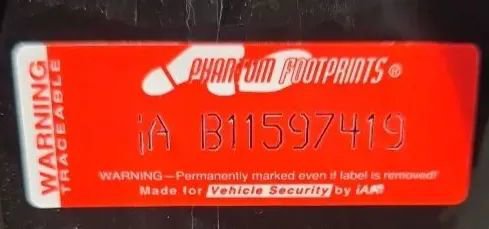 WARNING
TRACEABLE
PHANTOM FOOTPRINTS®
iA B11597419
WARNING—Permanently marked even if label is removed!
Made for Vehicle Security by